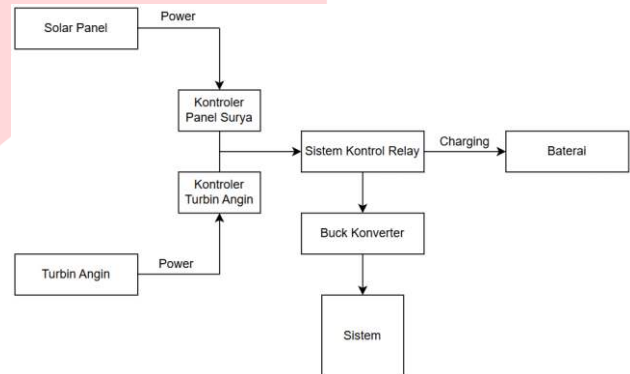 Solar Panel
Power
Kontroler
Panel Surya
Sistem Kontrol Relay
Charging
Baterai
Kontroler
Turbin Angin
Buck Konverter
Turbin Angin
Power
Sistem